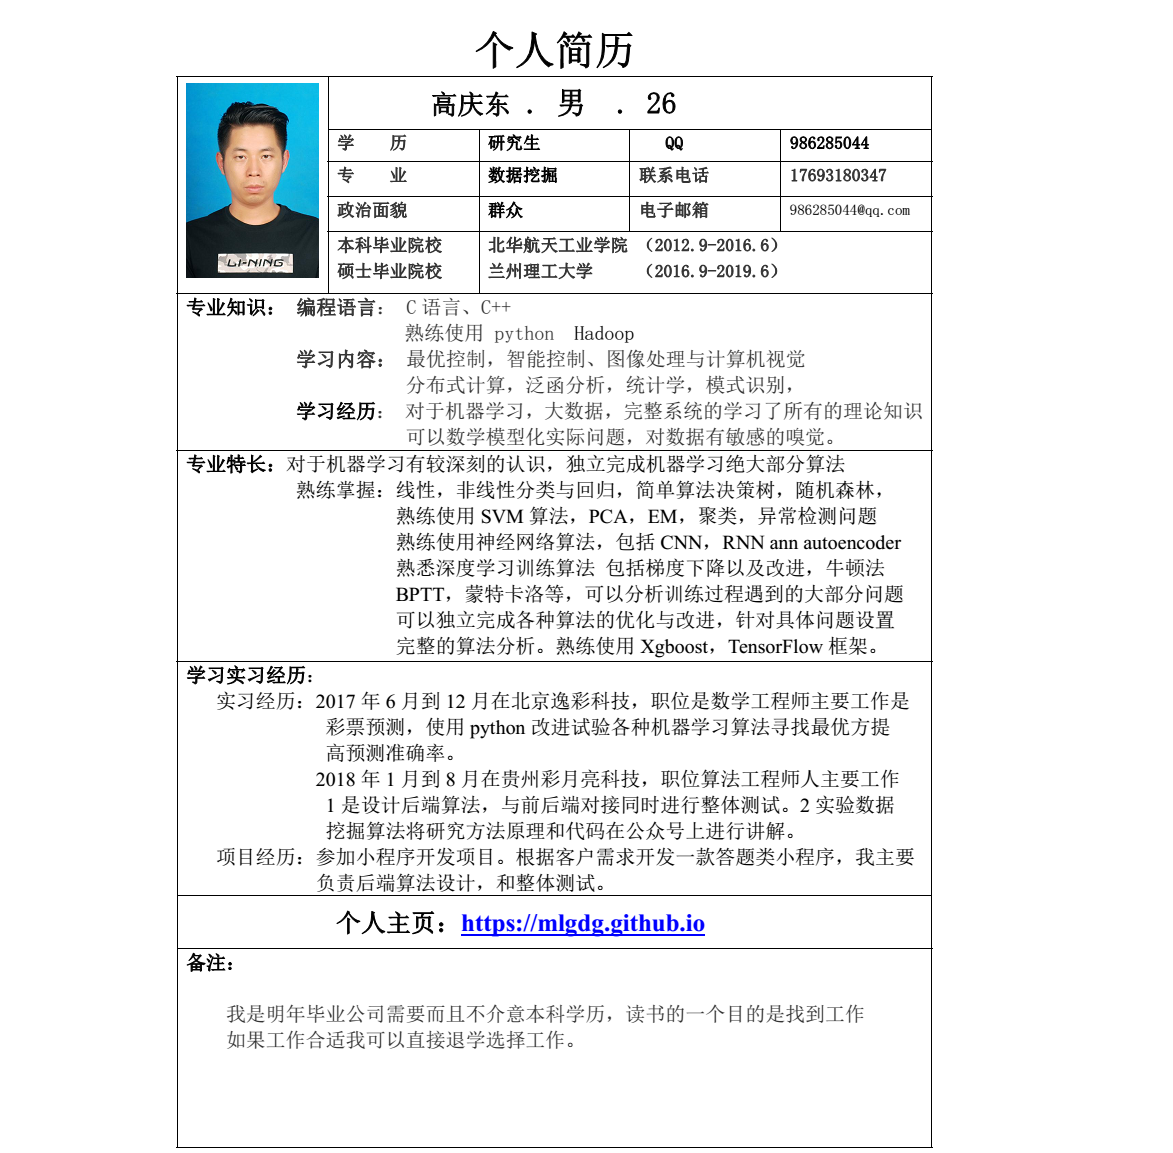 个人简历
高庆东 . 男 . 26
学 历 研究生 QQ 986285044
专 业 数据挖掘 联系电话 17693180347
政治面貌 群众 电子邮箱 986285044@qq.com
本科毕业院校 北华航天工业学院 （2012.9-2016.6）
硕士毕业院校 兰州理工大学 （2016.9-2019.6）
LI-NING
专业知识： 编程语言： C 语言、C++
熟练使用 python Hadoop
学习内容： 最优控制，智能控制、图像处理与计算机视觉
分布式计算，泛函分析，统计学，模式识别，
学习经历： 对于机器学习，大数据，完整系统的学习了所有的理论知识
可以数学模型化实际问题，对数据有敏感的嗅觉。
专业特长：对于机器学习有较深刻的认识，独立完成机器学习绝大部分算法
熟练掌握：线性，非线性分类与回归，简单算法决策树，随机森林，
熟练使用 SVM 算法，PCA，EM，聚类，异常检测问题
熟练使用神经网络算法，包括 CNN，RNN ann autoencoder
熟悉深度学习训练算法 包括梯度下降以及改进，牛顿法
BPTT，蒙特卡洛等，可以分析训练过程遇到的大部分问题
可以独立完成各种算法的优化与改进，针对具体问题设置
完整的算法分析。熟练使用 Xgboost，TensorFlow 框架。
学习实习经历：
实习经历：2017 年 6 月到 12 月在北京逸彩科技，职位是数学工程师主要工作是
彩票预测，使用 python 改进试验各种机器学习算法寻找最优方提
高预测准确率。
2018 年 1 月到 8 月在贵州彩月亮科技，职位算法工程师人主要工作
1 是设计后端算法，与前后端对接同时进行整体测试。2 实验数据
挖掘算法将研究方法原理和代码在公众号上进行讲解。
项目经历：参加小程序开发项目。根据客户需求开发一款答题类小程序，我主要
负责后端算法设计，和整体测试。
个人主页：https://mlgdg.github.io
备注：
我是明年毕业公司需要而且不介意本科学历，读书的一个目的是找到工作
如果工作合适我可以直接退学选择工作。